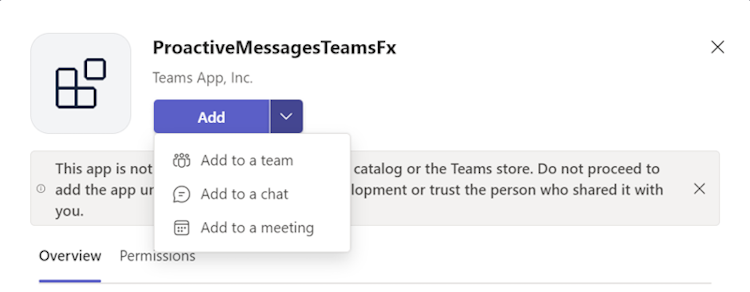 ProactiveMessagesTeamsFx
Teams App, Inc.
Add
Add to a team
Add to a chat
Add to a meeting
This app is not catalog or the Teams store. Do not proceed to
add the app lopment or trust the person who shared it with
you.
Overview Permissions